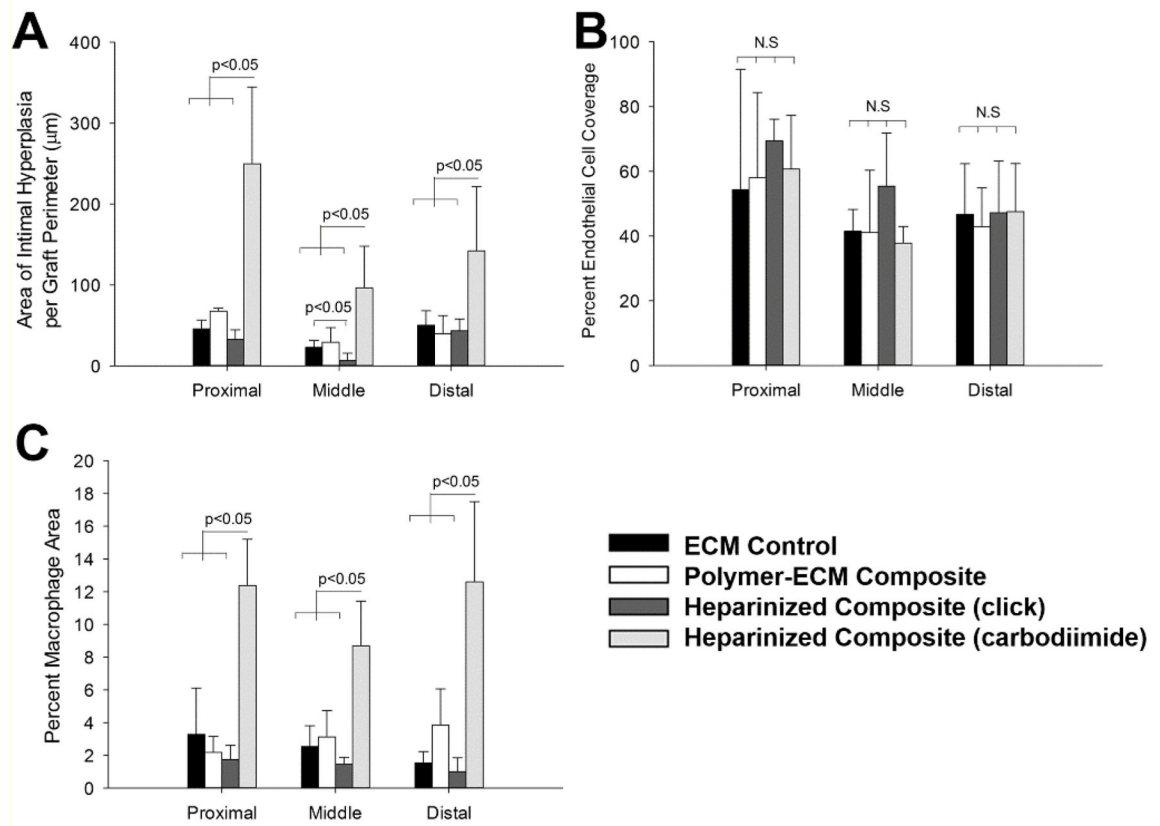 A
Area of Intimal Hyperplasia
per Graft Perimeter (μm)
400
300
200
100
0
p<0.05
p<0.05
p<0.05
p<0.05
Proximal
Middle
Distal
B
Percent Endothelial Cell Coverage
100
80
60
40
20
0
N.S
N.S
N.S
Proximal
Middle
Distal
C
Percent Macrophage Area
20
18
16
14
12
10
8
6
4
2
0
p<0.05
p<0.05
p<0.05
Proximal
Middle
Distal
ECM Control
Polymer-ECM Composite
Heparinized Composite (click)
Heparinized Composite (carbodiimide)